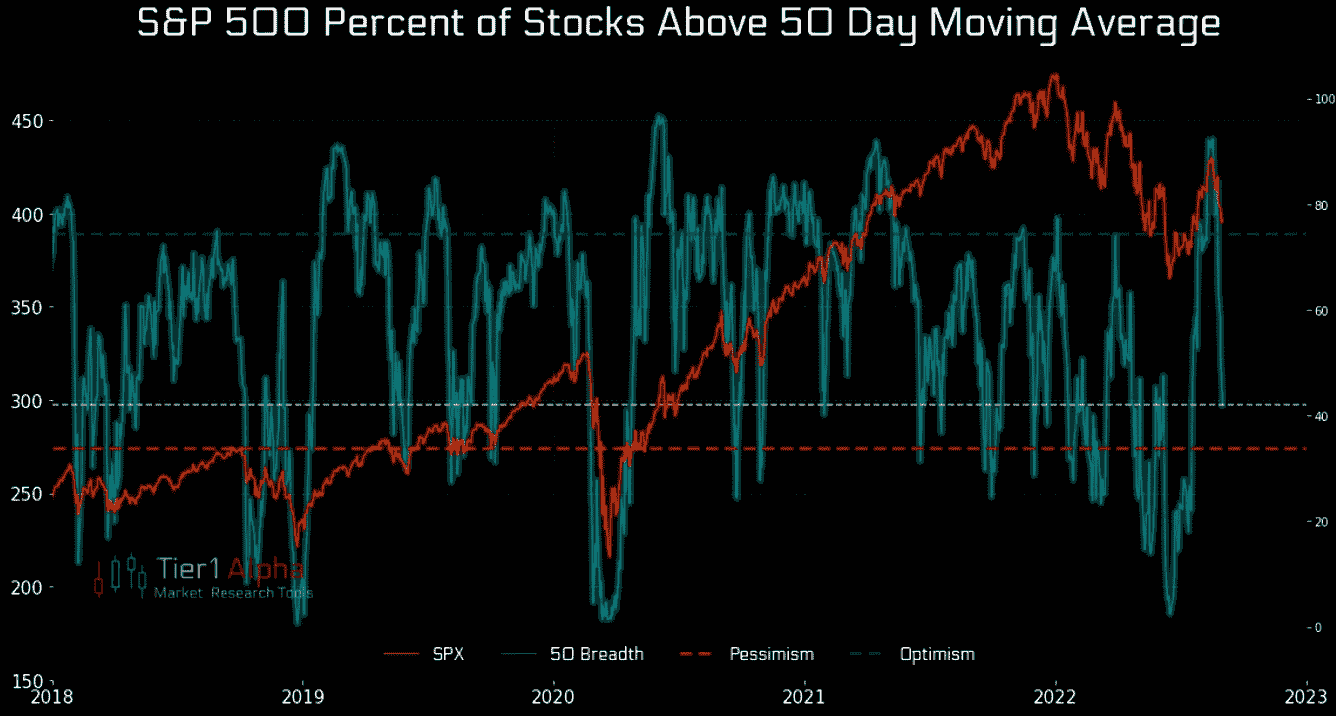 S&P 500 Percent of Stocks Above 50 Day Moving Average
450
400
350
300
250
200
150
100
80
60
40
20
0
Tier1 Alpha
Market Research Tools
SPX
50 Breadth
Pessimism
Optimism
2018
2019
2020
2021
2022
2023